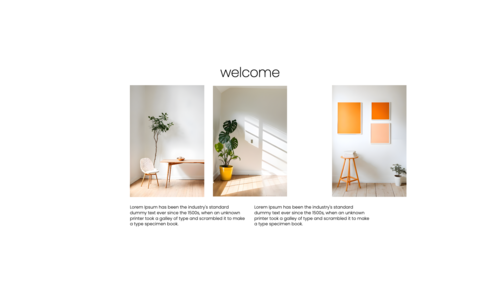 welcome
Lorem Ipsum has been the industry's standard
dummy text ever since the 1500s, when an unknown
printer took a galley of type and scrambled it to make
a type specimen book.
Lorem Ipsum has been the industry's standard
dummy text ever since the 1500s, when an unknown
printer took a galley of type and scrambled it to make
a type specimen book.